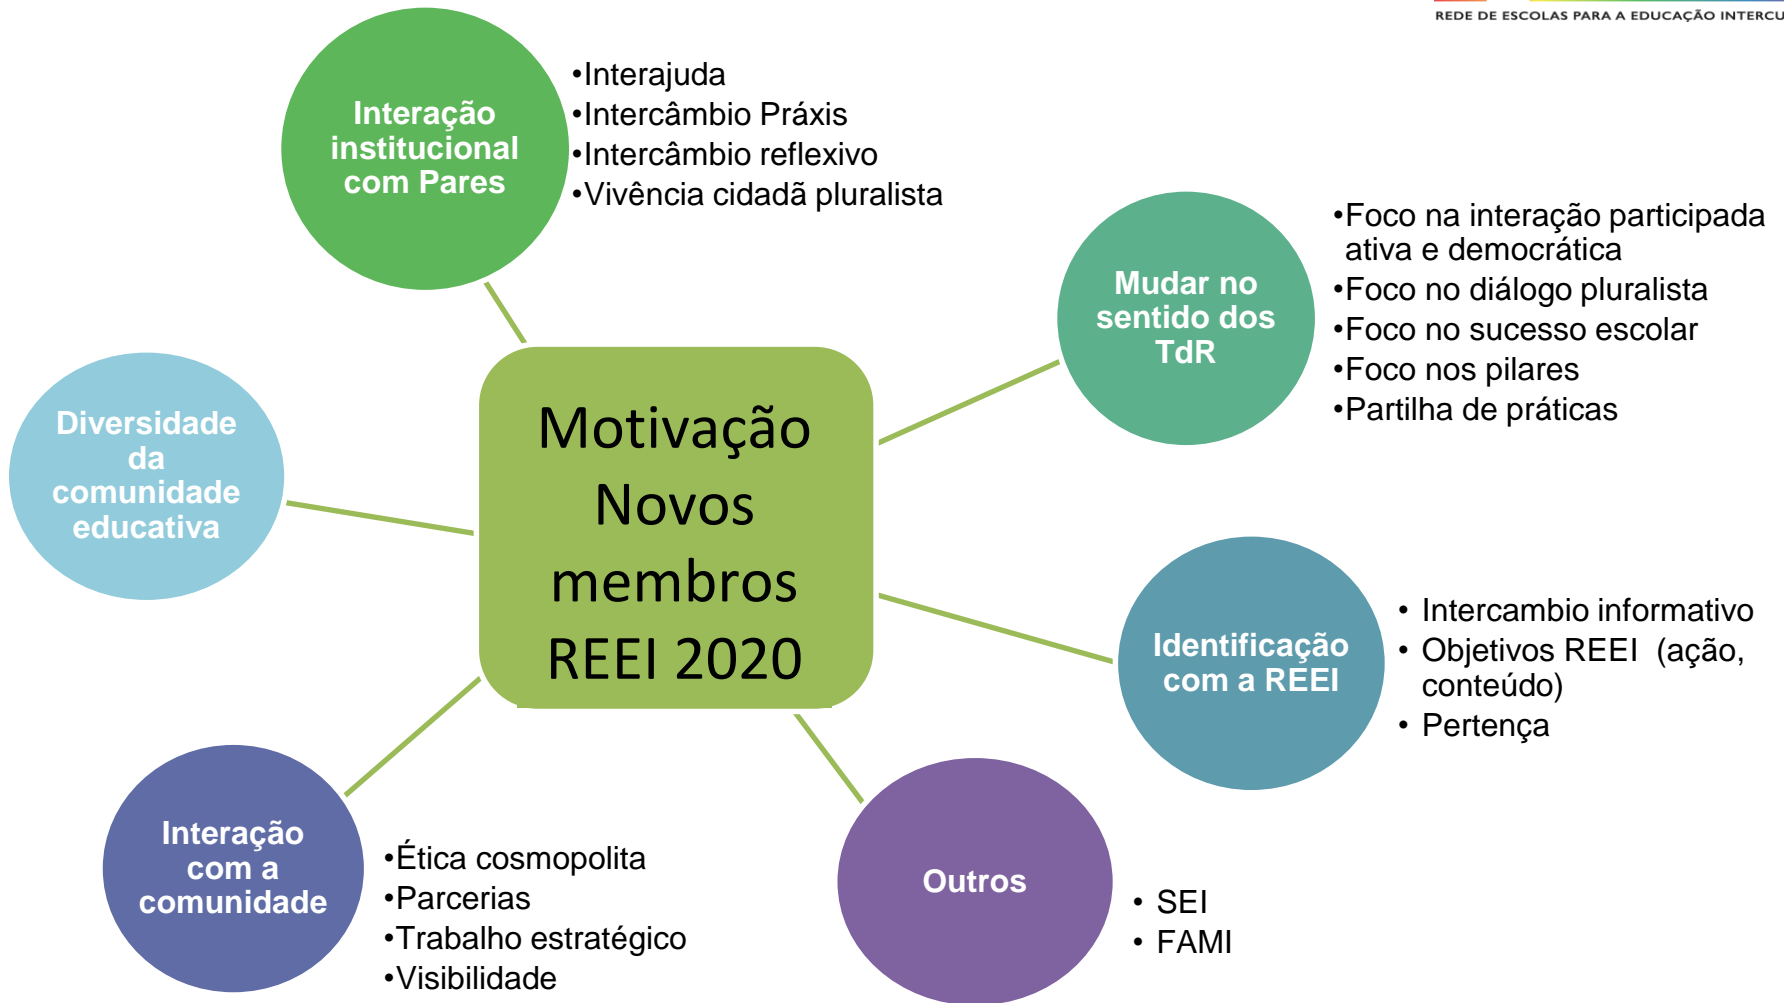 REDE DE ESCOLAS PARA A EDUCAÇÃO
Interação
institucional
com Pares
•Interajuda
•Intercâmbio Práxis
•Intercâmbio reflexivo
•Vivência cidadã pluralista
Mudar no
sentido dos
TdR
•Foco na interação participada
ativa e democrática
•Foco no diálogo pluralista
•Foco no sucesso escolar
•Foco nos pilares
•Partilha de práticas
Diversidade
da
comunidade
educativa
Motivação
Novos
membros
REEI 2020
Identificação
com a REEI
• Intercambio informativo
• Objetivos REEI (ação,
conteúdo)
• Pertença
Interação
com a
comunidade
•Ética cosmopolita
•Parcerias
•Trabalho estratégico
•Visibilidade
Outros
• SEI
• FAMI